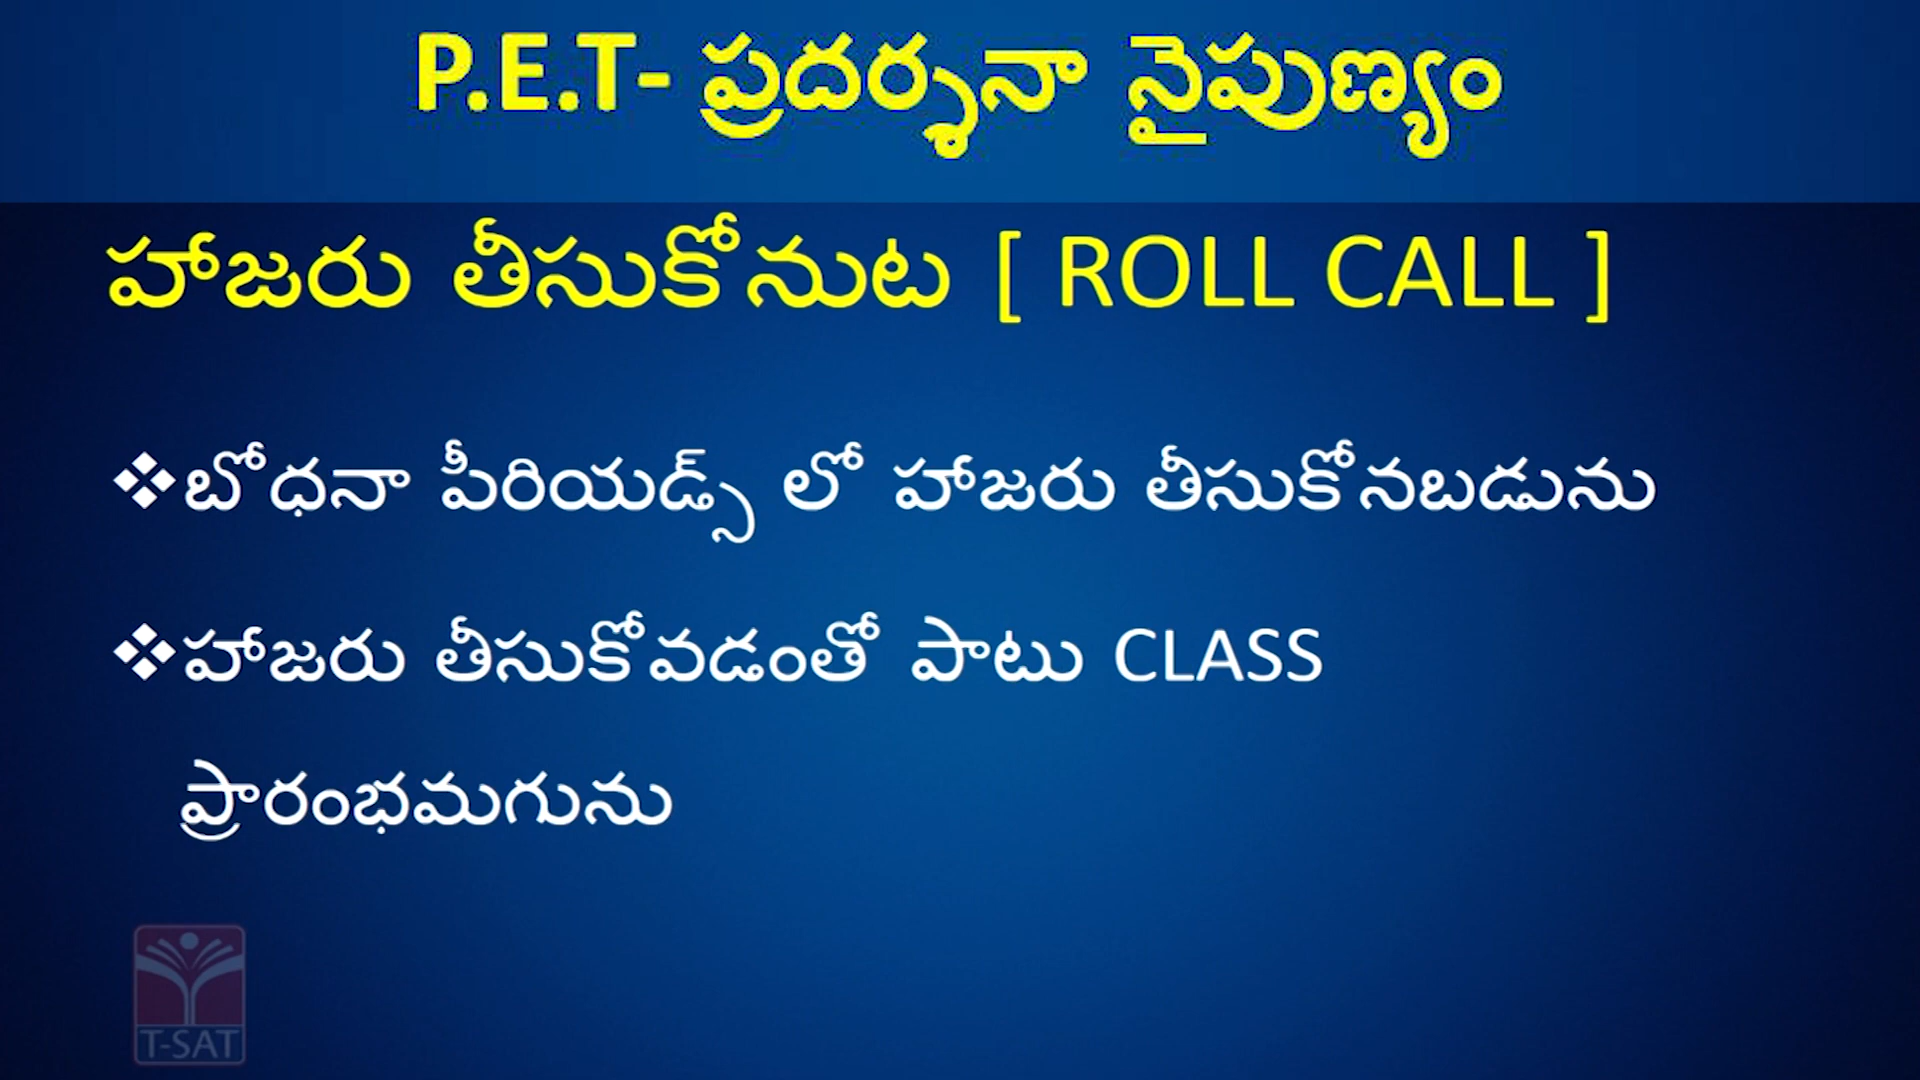 P.E.T- ప్రదర్శనా నైపుణ్యం
హాజరు తీసుకోనుట [ ROLL CALL ]
❖బోధనా పీరియడ్స్ లో హాజరు తీసుకోనబడును
❖హాజరు తీసుకోవడంతో పాటు CLASS
ప్రారంభమగును
T-SAT